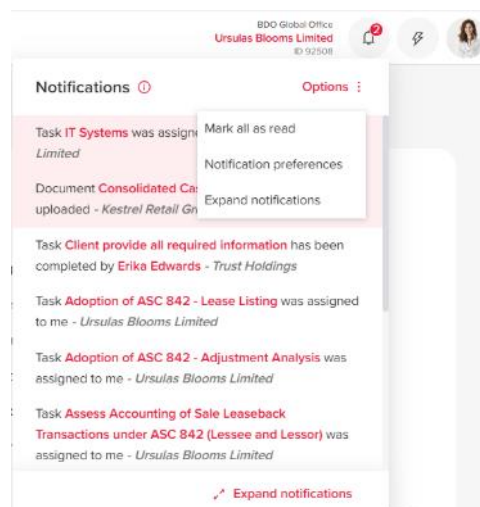 BDO Global Office
Ursulas Blooms Limited
ID 92508
2
Notifications
Options
Task IT Systems was assign
Limited
Document Consolidated Ca
uploaded - Kestrel Retail Gr
Mark all as read
Notification preferences
Expand notifications
Task Client provide all required information has been
completed by Erika Edwards - Trust Holdings
Task Adoption of ASC 842 - Lease Listing was assigned
to me - Ursulas Blooms Limited
Task Adoption of ASC 842 - Adjustment Analysis was
assigned to me - Ursulas Blooms Limited
Task Assess Accounting of Sale Leaseback
Transactions under ASC 842 (Lessee and Lessor) was
assigned to me - Ursulas Blooms Limited
Expand notifications